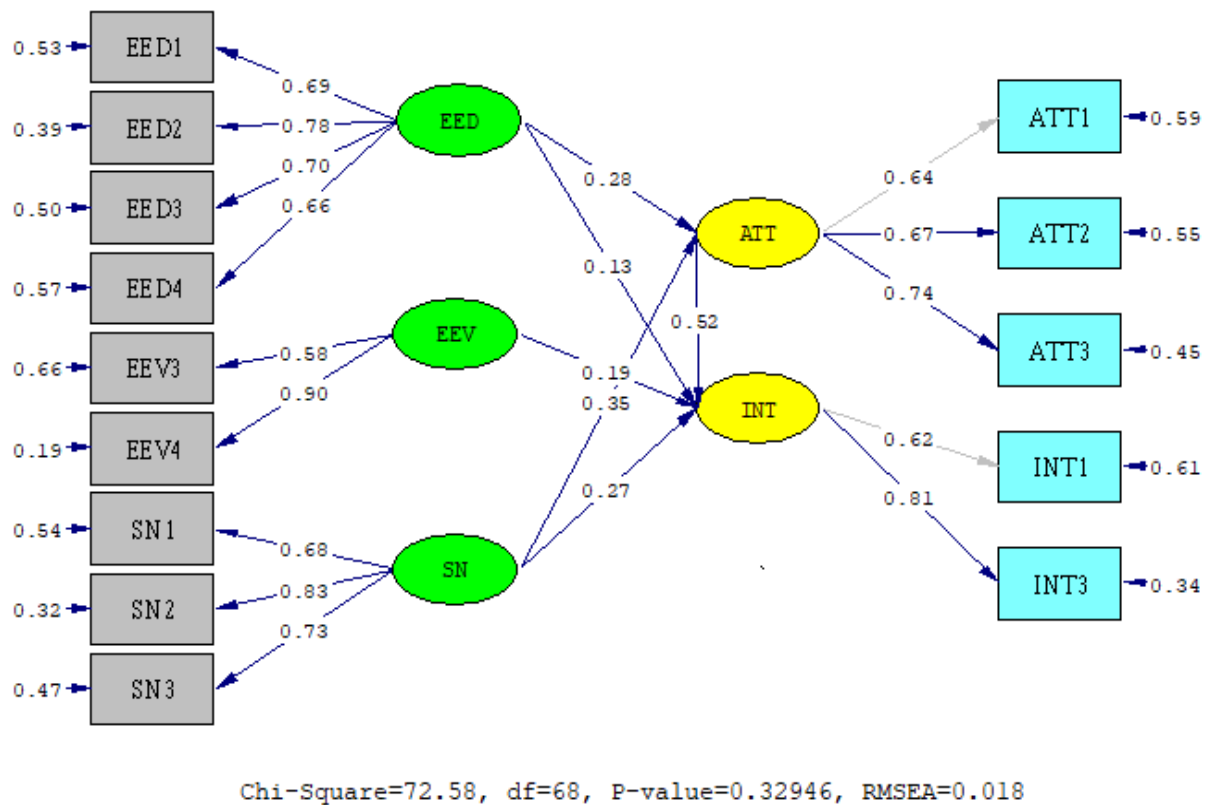 0.53 EED1
0.69
0.39 EED2
0.78
0.70
0.50 EED3
0.66
0.57 EED4
0.66 EEV3
0.58
0.90
0.19 EEV4
0.54 SN1
0.68
0.32 SN2
0.83
0.73
0.47 SN3
EED
EEV
SN
0.28
0.13
0.52
0.19
0.35
0.27
ATT
INT
0.64
0.67
0.74
0.62
0.81
ATT1 0.59
ATT2 0.55
ATT3 0.45
INT1 0.61
INT3 0.34
Chi-Square=72.58, df=68, P-value=0.32946, RMSEA=0.018